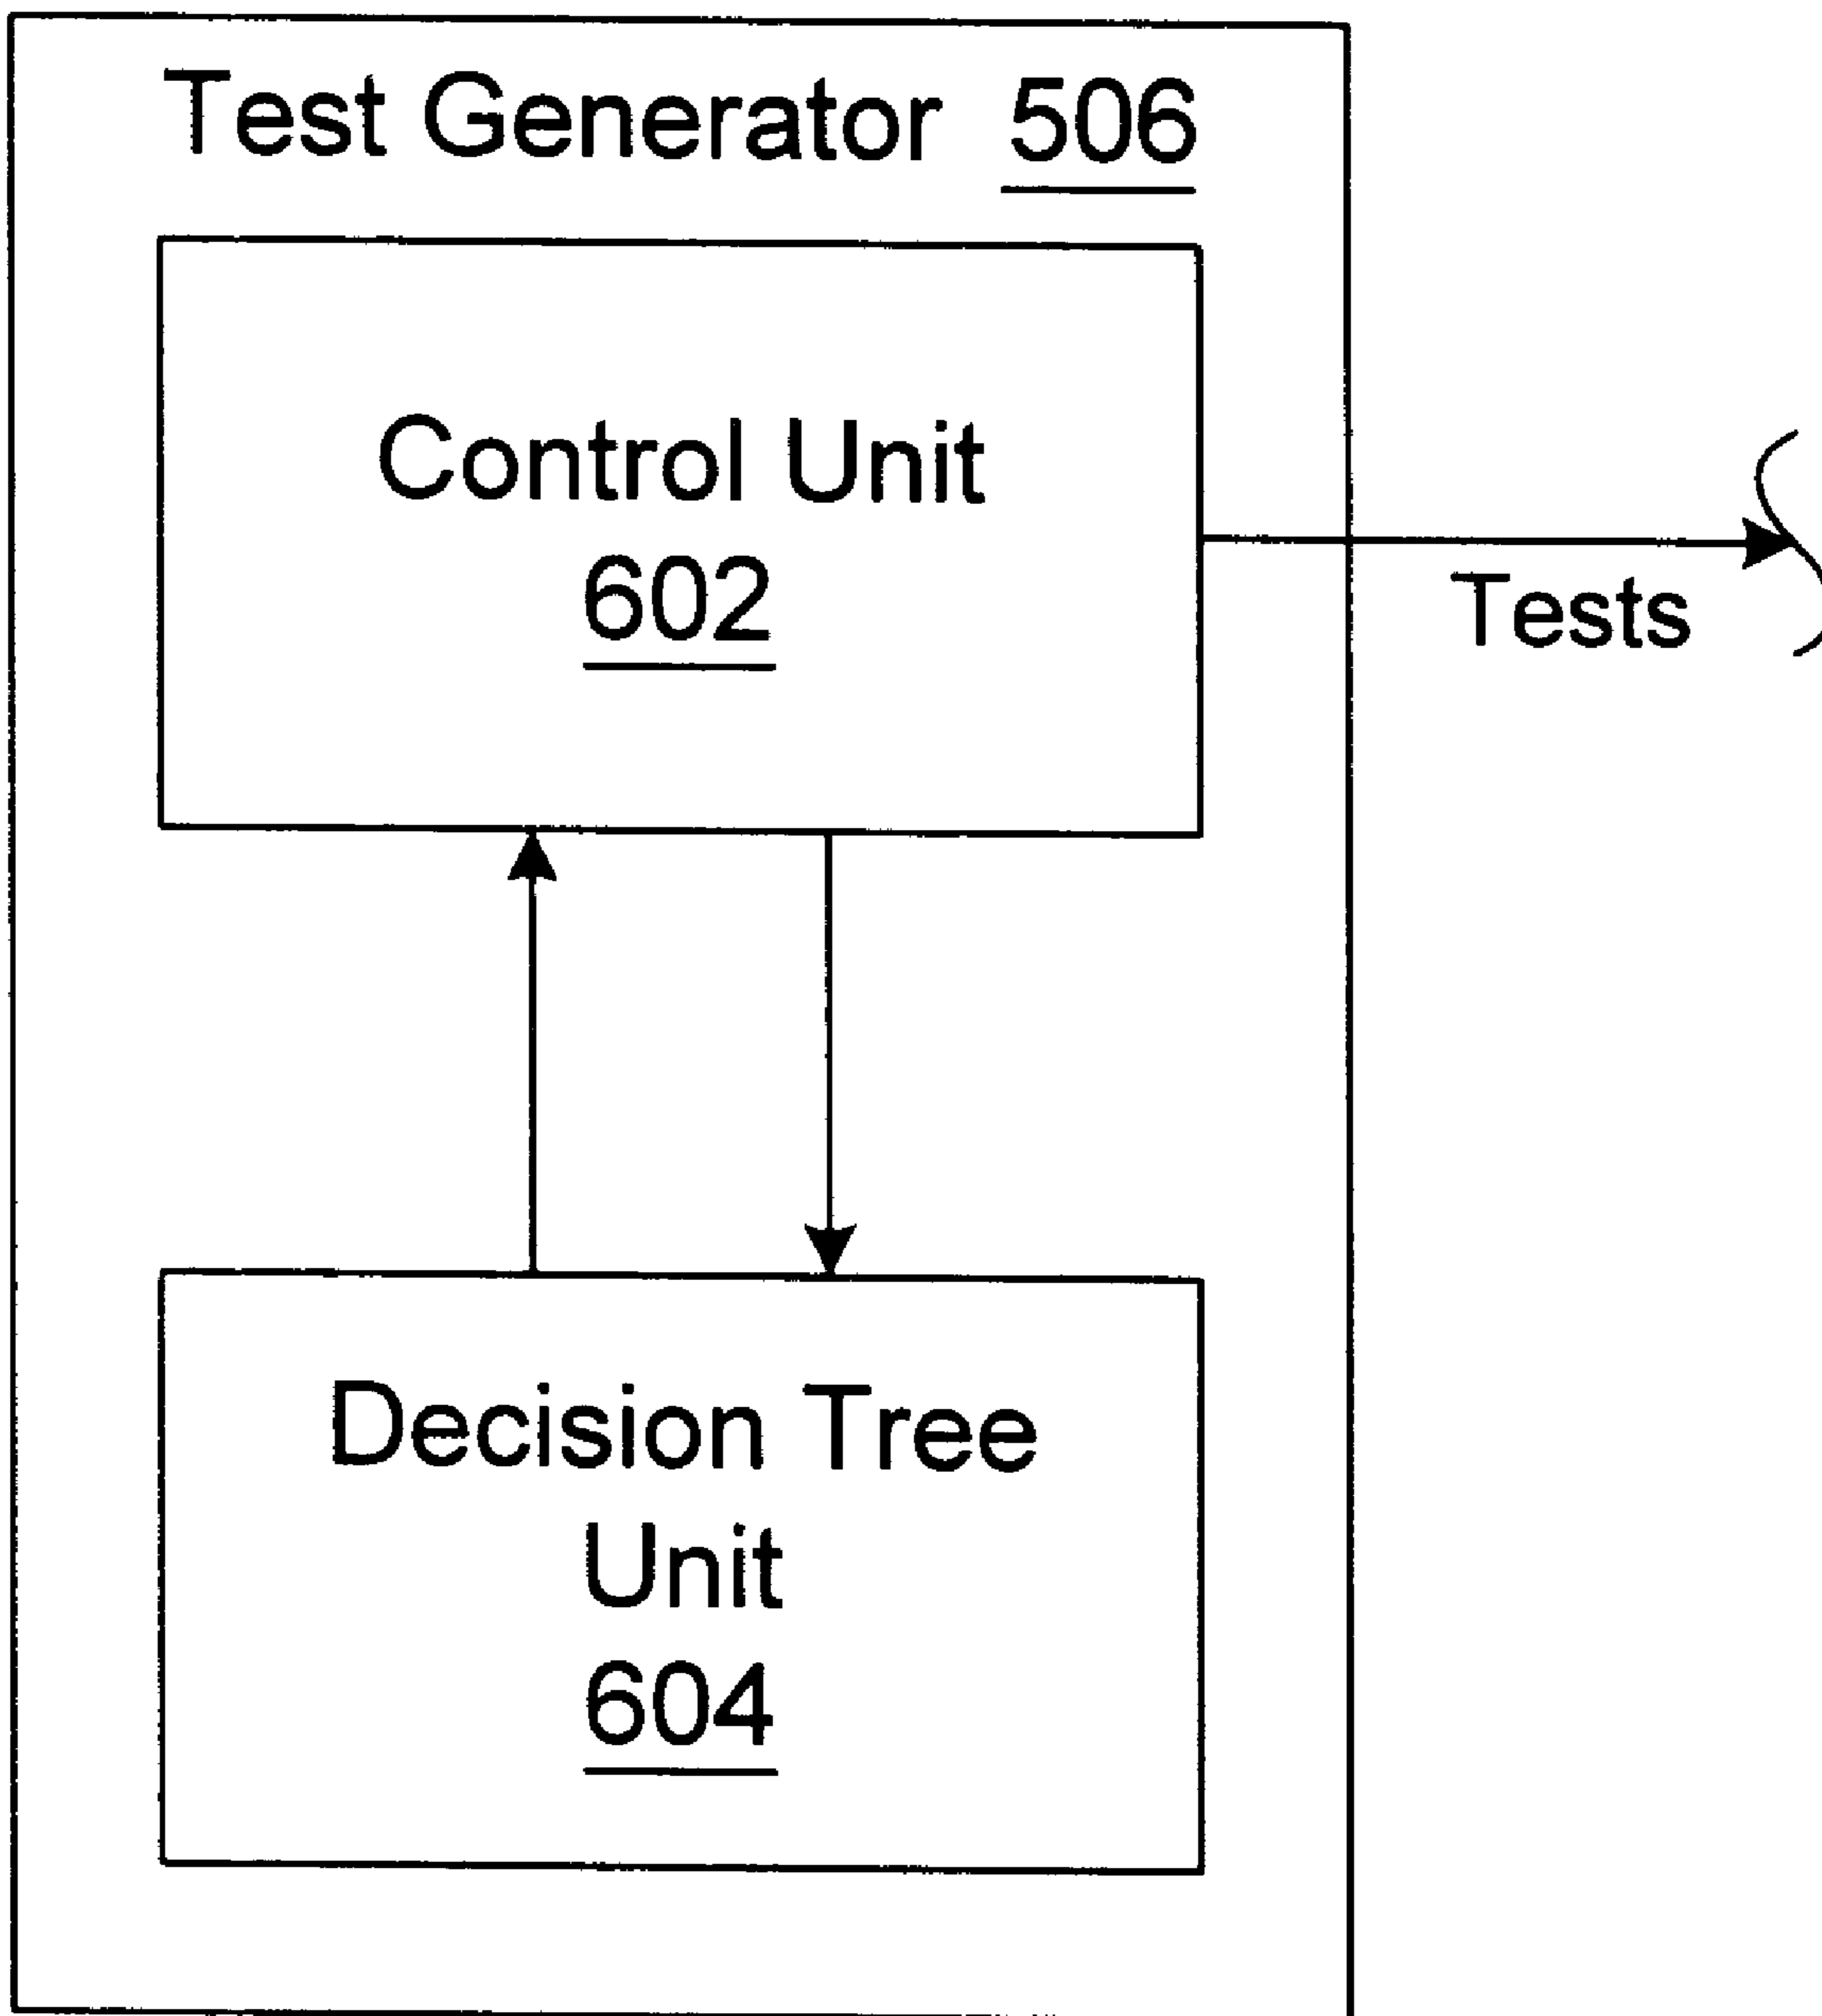 Test Generator 506
Control Unit
602
Tests
Decision Tree
Unit
604